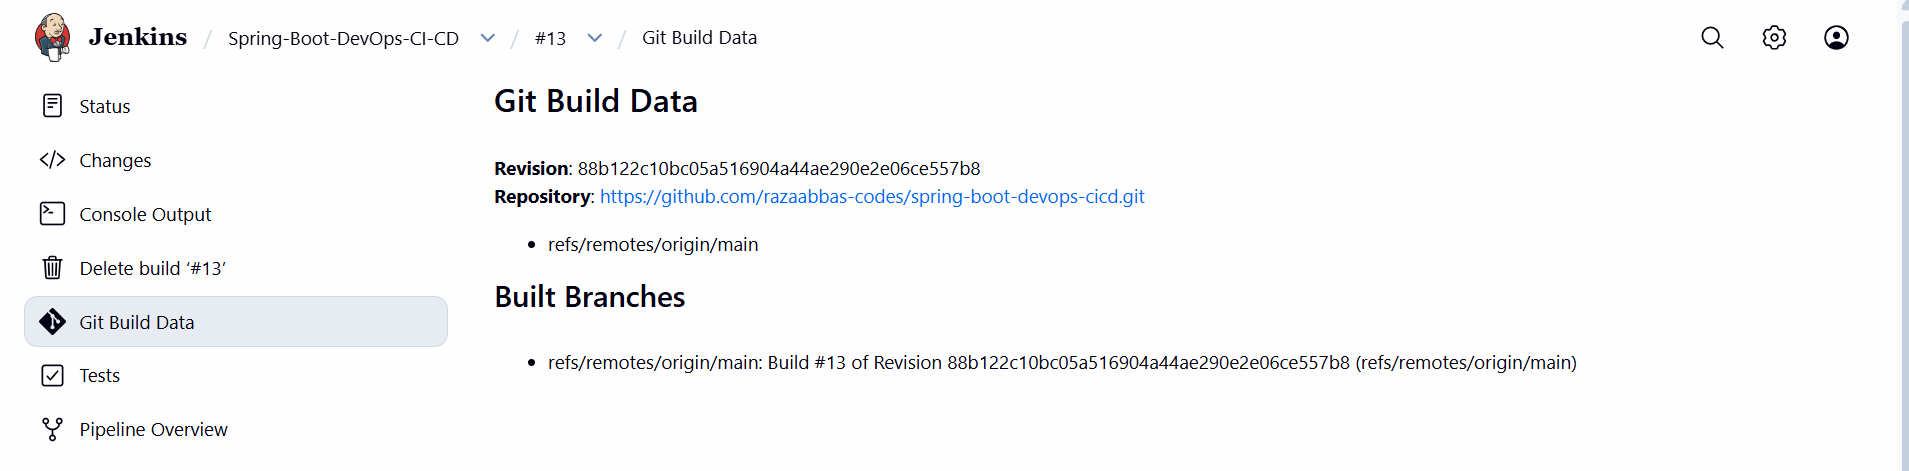 Jenkins / Spring-Boot-DevOps-CI-CD / #13 / Git Build Data
Status
Changes
Console Output
Delete build ‘#13’
Git Build Data
Tests
Pipeline Overview
Git Build Data
Revision: 88b122c10bc05a516904a44ae290e2e06ce557b8
Repository: https://github.com/razaabbas-codes/spring-boot-devops-cicd.git
• refs/remotes/origin/main
Built Branches
• refs/remotes/origin/main: Build #13 of Revision 88b122c10bc05a516904a44ae290e2e06ce557b8 (refs/remotes/origin/main)